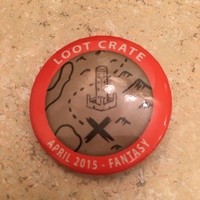 LOOT CRATE
APRIL 2015 - FANTASY